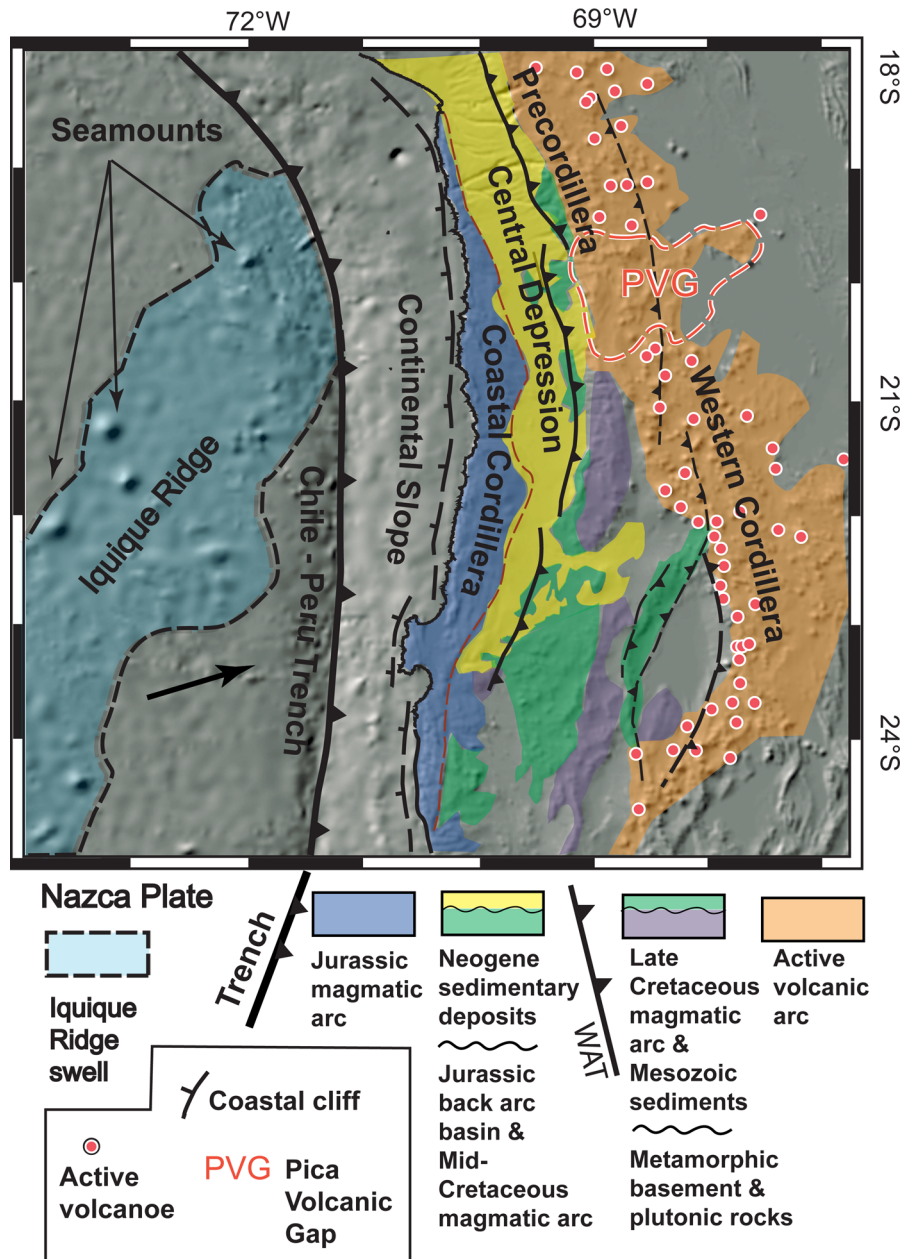 72°W
69°W
18°S
21°S
24°S
Seamounts
Precordillera
Central Depression
PVG
Continental Slope
Coastal Cordillera
Western Cordillera
Iquique Ridge
Chile - Peru Trench
Nazca Plate
Iquique
Ridge
swell
Trench
Jurassic
magmatic
arc
Neogene
sedimentary
deposits
Jurassic
back arc
basin &
Mid-
Cretaceous
magmatic arc
WAT
Late
Cretaceous
magmatic
arc &
Mesozoic
sediments
Metamorphic
basement &
plutonic rocks
Active
volcanic
arc
Coastal cliff
Active
volcanoe
PVG Pica
Volcanic
Gap